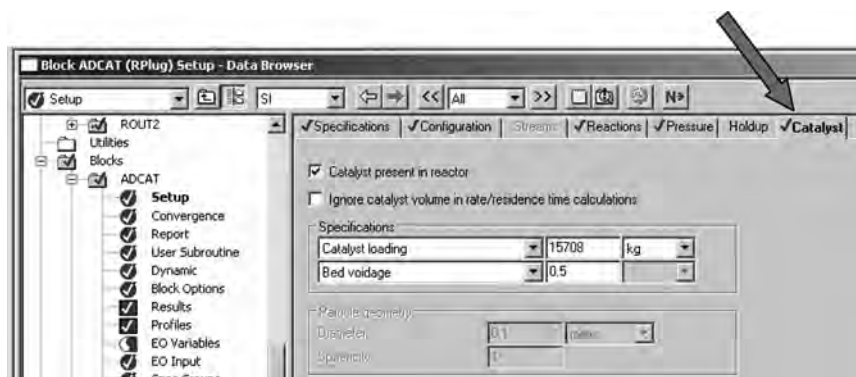 Block ADCAT (RPlug) Setup - Data Browser
Setup SI << All >> N>
ROUT2
Utilities
Blocks
ADCAT
Setup
Convergence
Report
User Subroutine
Dynamic
Block Options
Results
Profiles
EO Variables
EO Input
Specifications Configuration Streams Reactions Pressure Holdup Catalyst
Catalyst present in reactor
Ignore catalyst volume in rate/residence time calculations
Specifications
Catalyst loading 15708 kg
Bed voidage 0.5
Particle geometry
Diameter 0.1 meter
Sphericity 1